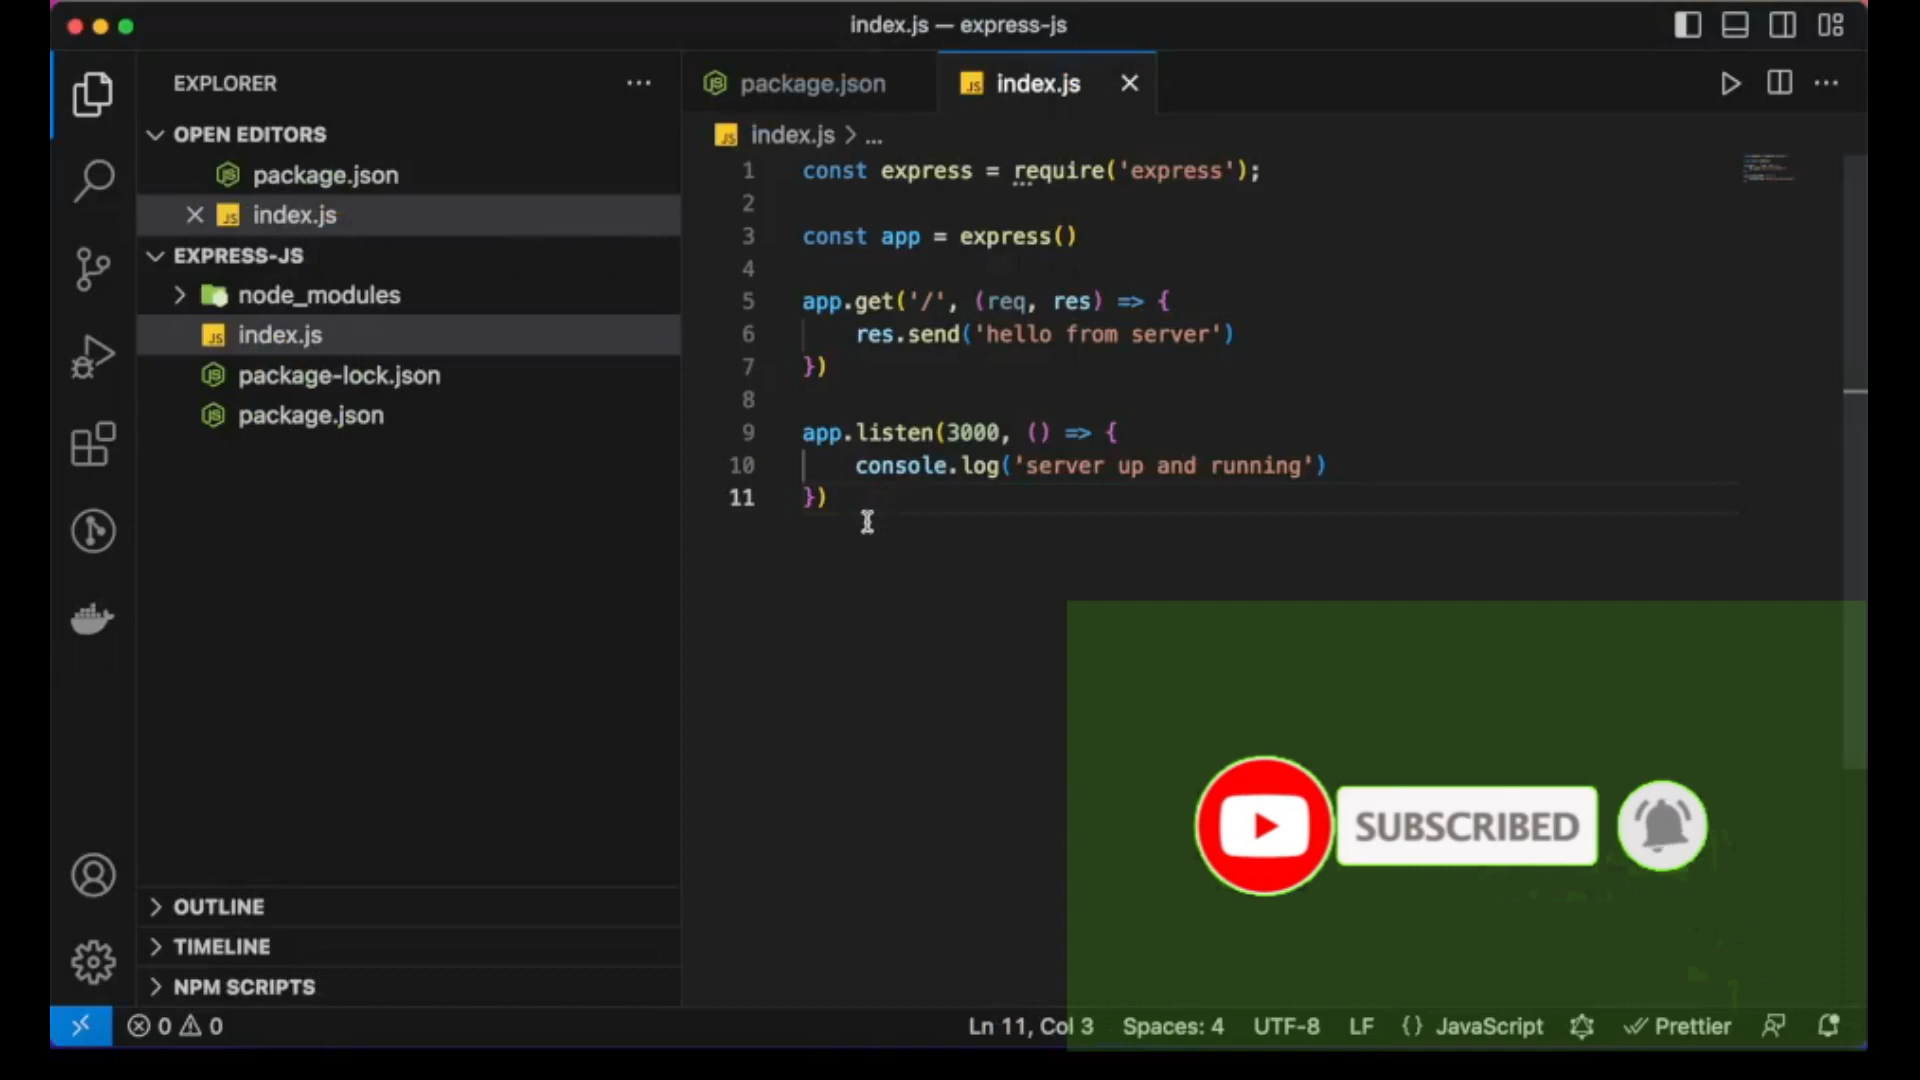 index.js — express-js
EXPLORER
OPEN EDITORS
package.json
index.js
EXPRESS-JS
node_modules
index.js
package-lock.json
package.json
OUTLINE
TIMELINE
NPM SCRIPTS
package.json
index.js
index.js > ...
1 const express = require('express');
2
3 const app = express()
4
5 app.get('/', (req, res) => {
6 res.send('hello from server')
7 })
8
9 app.listen(3000, () => {
10 console.log('server up and running')
11 })
SUBSCRIBED
0 0
Ln 11, Col 3 Spaces: 4 UTF-8 LF {} JavaScript Prettier